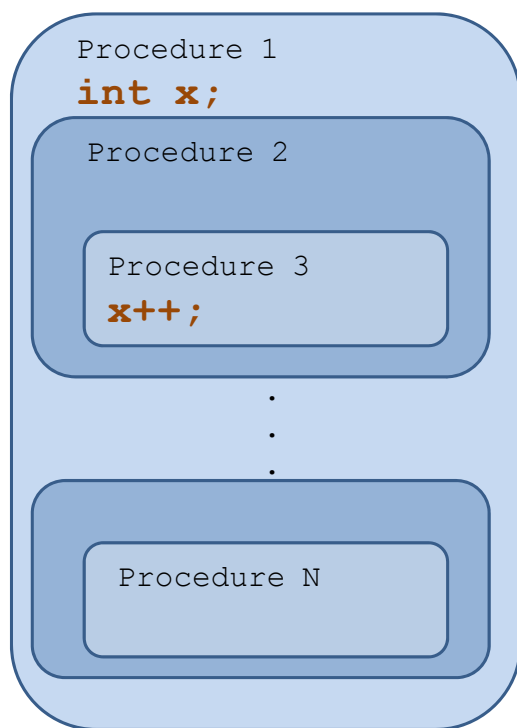 Procedure 1
int x;
Procedure 2
Procedure 3
x++;
.
.
.
Procedure N